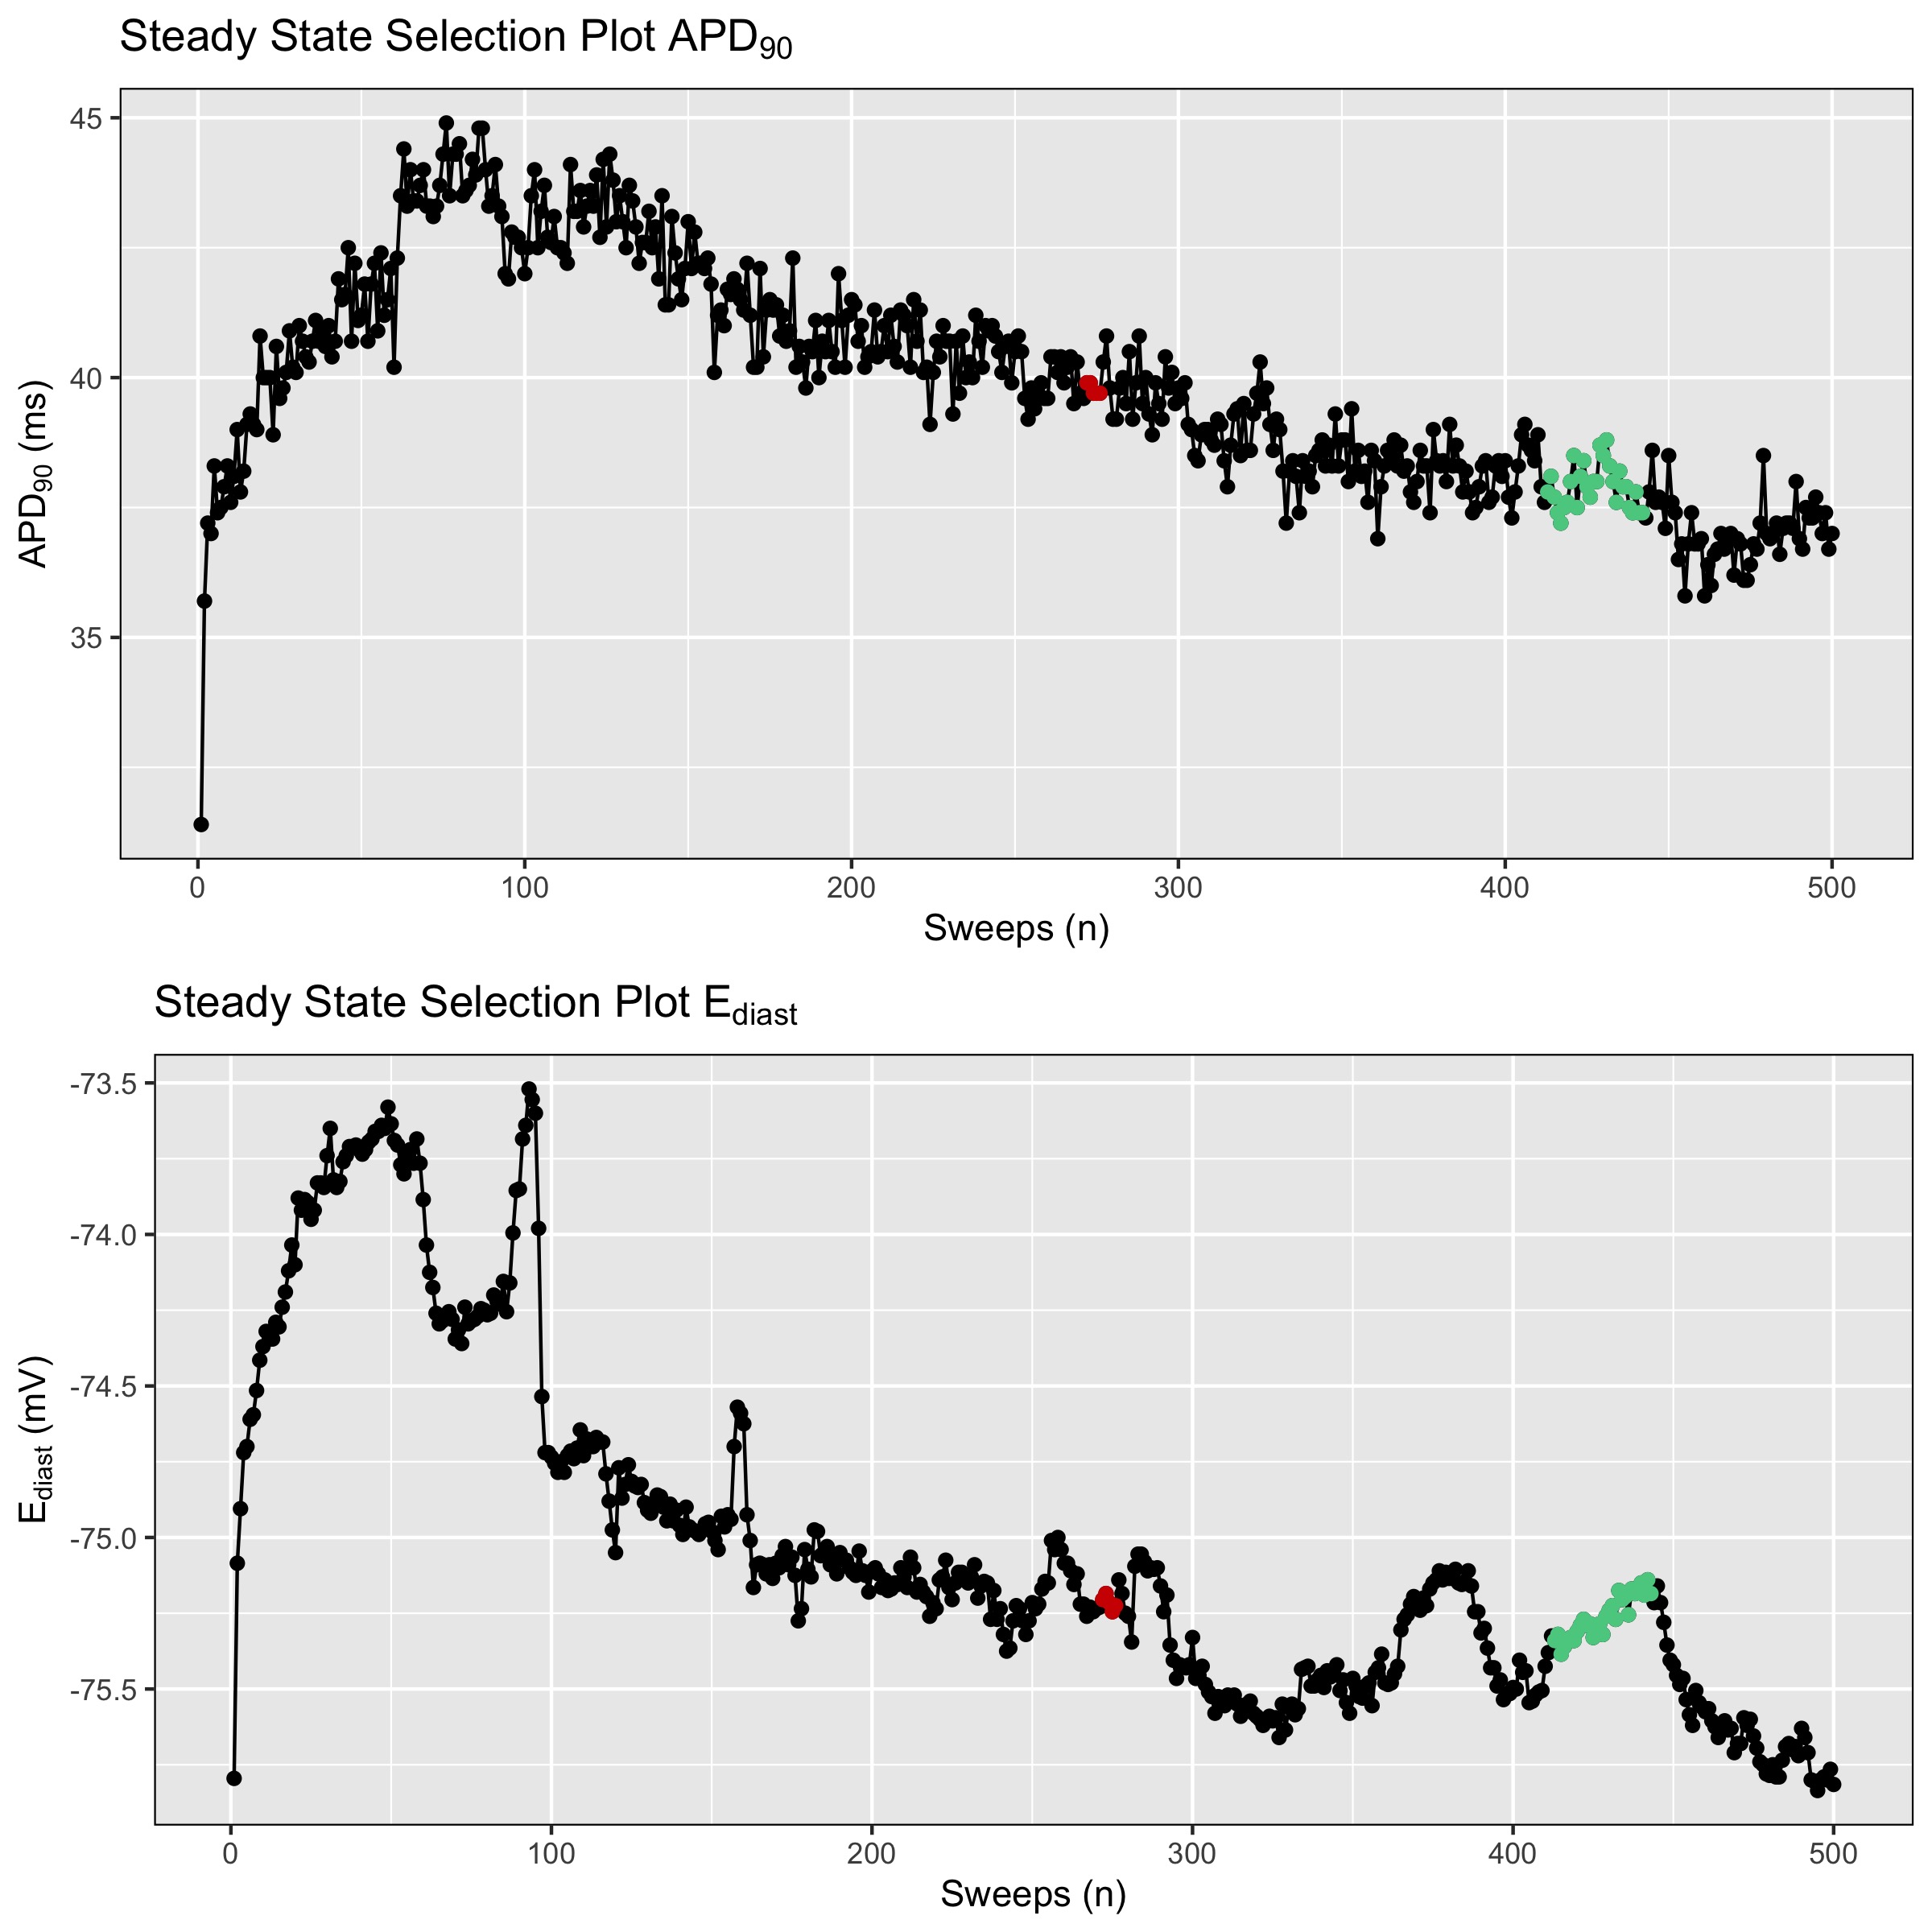 Steady State Selection Plot APD90
45
40
35
APD90 (ms)
0 100 200 300 400 500
Sweeps (n)
Steady State Selection Plot Ediast
-73.5
-74.0
-74.5
-75.0
-75.5
Ediast (mV)
0 100 200 300 400 500
Sweeps (n)